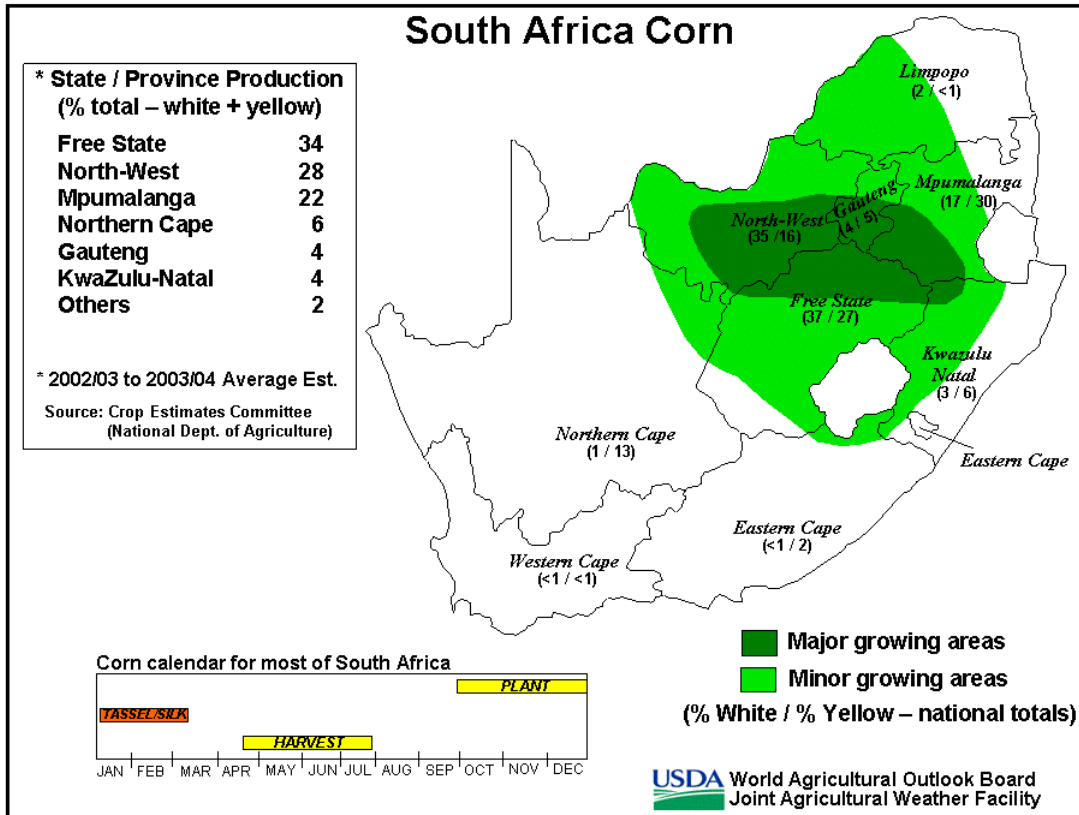 South Africa Corn
* State / Province Production
(% total – white + yellow)
Free State 34
North-West 28
Mpumalanga 22
Northern Cape 6
Gauteng 4
KwaZulu-Natal 4
Others 2
* 2002/03 to 2003/04 Average Est.
Source: Crop Estimates Committee
(National Dept. of Agriculture)
Limpopo
(2 / <1)
Mpumalanga
(17 / 30)
Gauteng
(4 / 5)
North-West
(35 /16)
Free State
(37 / 27)
Kwazulu
Natal
(3 / 6)
Northern Cape
(1 / 13)
Eastern Cape
Eastern Cape
(<1 / 2)
Western Cape
(<1 / <1)
Major growing areas
Minor growing areas
(% White / % Yellow – national totals)
Corn calendar for most of South Africa
PLANT
TASSEL/SILK
HARVEST
JAN FEB MAR APR MAY JUN JUL AUG SEP OCT NOV DEC
USDA World Agricultural Outlook Board
Joint Agricultural Weather Facility